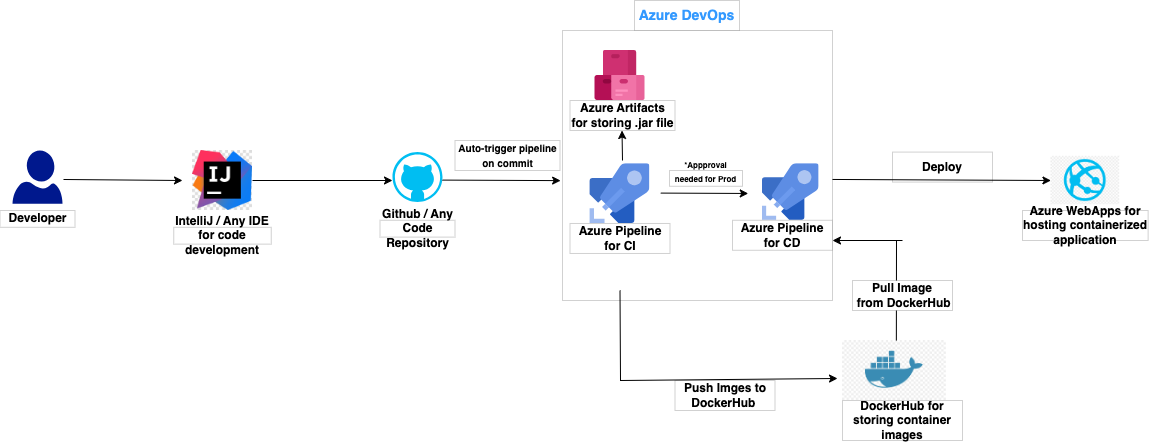 Azure DevOps
Azure Artifacts
for storing .jar file
Auto-trigger pipeline
on commit
*Appproval
needed for Prod
Deploy
IJ
Developer
IntelliJ / Any IDE
for code
development
Github / Any
Code
Repository
Azure Pipeline
for CI
Azure Pipeline
for CD
Azure WebApps for
hosting containerized
application
Pull Image
from DockerHub
Push Imges to
DockerHub
DockerHub for
storing container
images